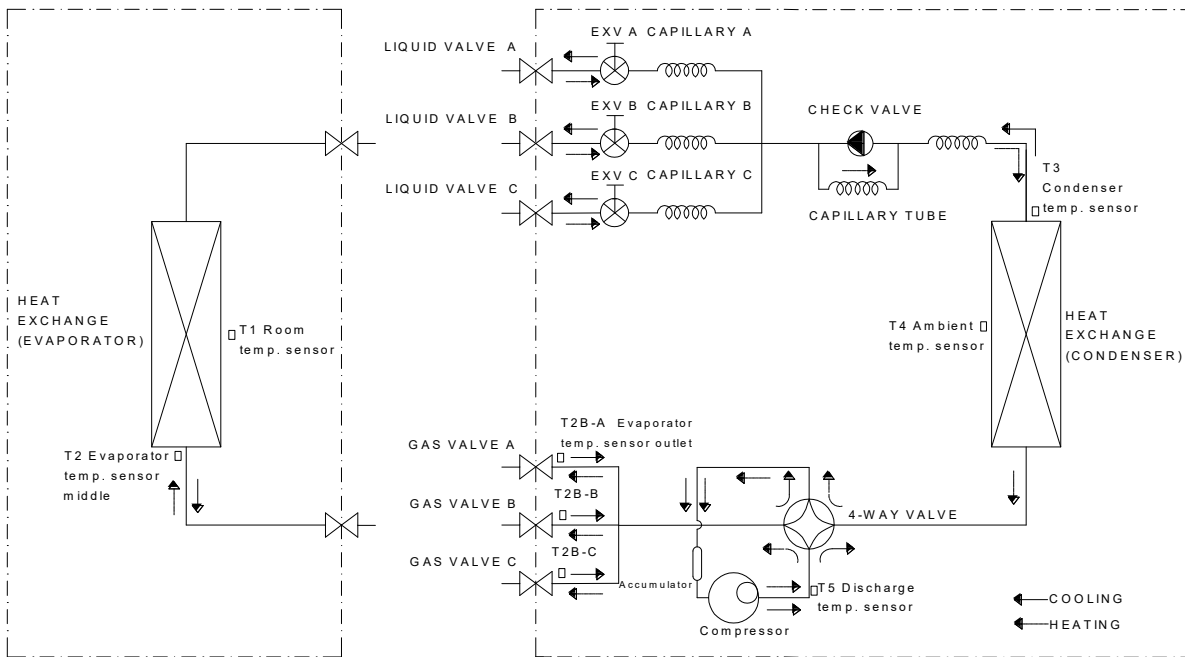 EXV A CAPILLARY A
LIQUID VALVE A
EXV B CAPILLARY B
LIQUID VALVE B
CHECK VALVE
EXV C CAPILLARY C
LIQUID VALVE C
CAPILLARY TUBE
T3
Condenser
temp. sensor
HEAT
EXCHANGE
(EVAPORATOR)
T1 Room
temp. sensor
T4 Ambient
temp. sensor
HEAT
EXCHANGE
(CONDENSER)
T2 Evaporator
temp. sensor
middle
T2B-A Evaporator
temp. sensor outlet
GAS VALVE A
T2B-B
GAS VALVE B
4-WAY VALVE
T2B-C
GAS VALVE C
Accumulator
T5 Discharge
temp. sensor
Compressor
COOLING
HEATING